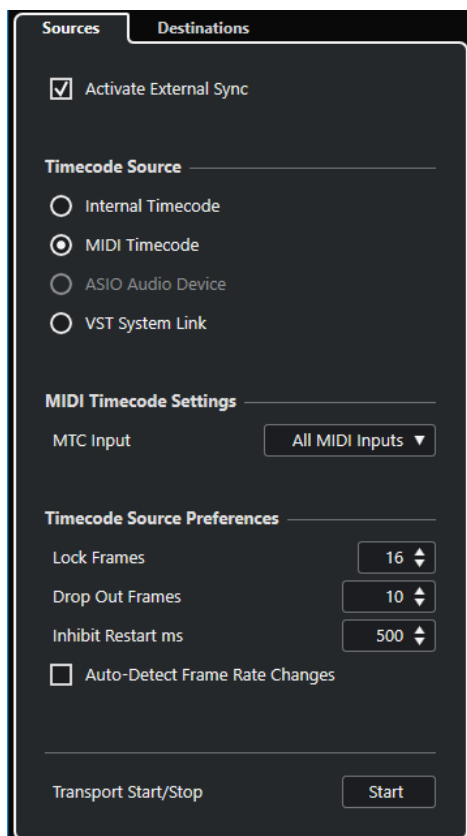 Sources Destinations
Activate External Sync
Timecode Source
Internal Timecode
MIDI Timecode
ASIO Audio Device
VST System Link
MIDI Timecode Settings
MTC Input All MIDI Inputs
Timecode Source Preferences
Lock Frames 16
Drop Out Frames 10
Inhibit Restart ms 500
Auto-Detect Frame Rate Changes
Transport Start/Stop Start